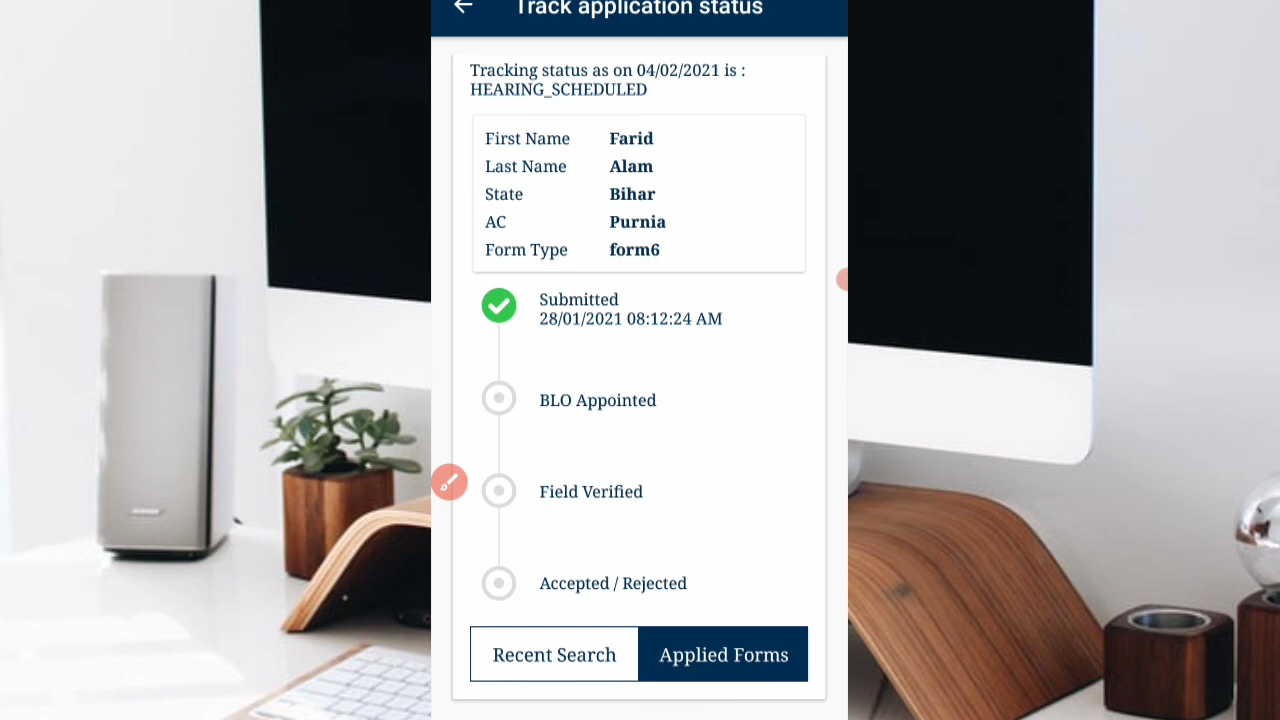 Track application status
Tracking status as on 04/02/2021 is :
HEARING_SCHEDULED
First Name Farid
Last Name Alam
State Bihar
AC Purnia
Form Type form6
Submitted
28/01/2021 08:12:24 AM
BLO Appointed
Field Verified
Accepted / Rejected
Recent Search Applied Forms